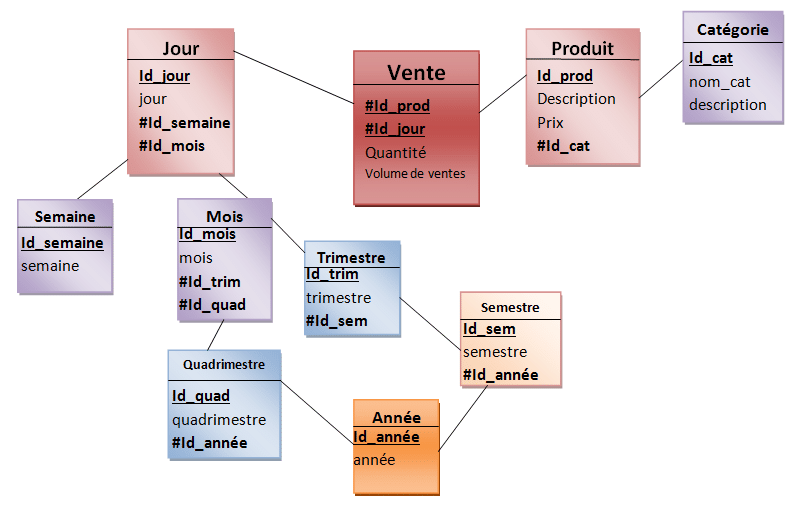 Jour
Id_jour
jour
#Id_semaine
#Id_mois
Vente
#Id_prod
#Id_jour
Quantité
Volume de ventes
Produit
Id_prod
Description
Prix
#Id_cat
Catégorie
Id_cat
nom_cat
description
Semaine
Id_semaine
semaine
Mois
Id_mois
mois
#Id_trim
#Id_quad
Trimestre
Id_trim
trimestre
#Id_sem
Semestre
Id_sem
semestre
#Id_année
Quadrimestre
Id_quad
quadrimestre
#Id_année
Année
Id_année
année